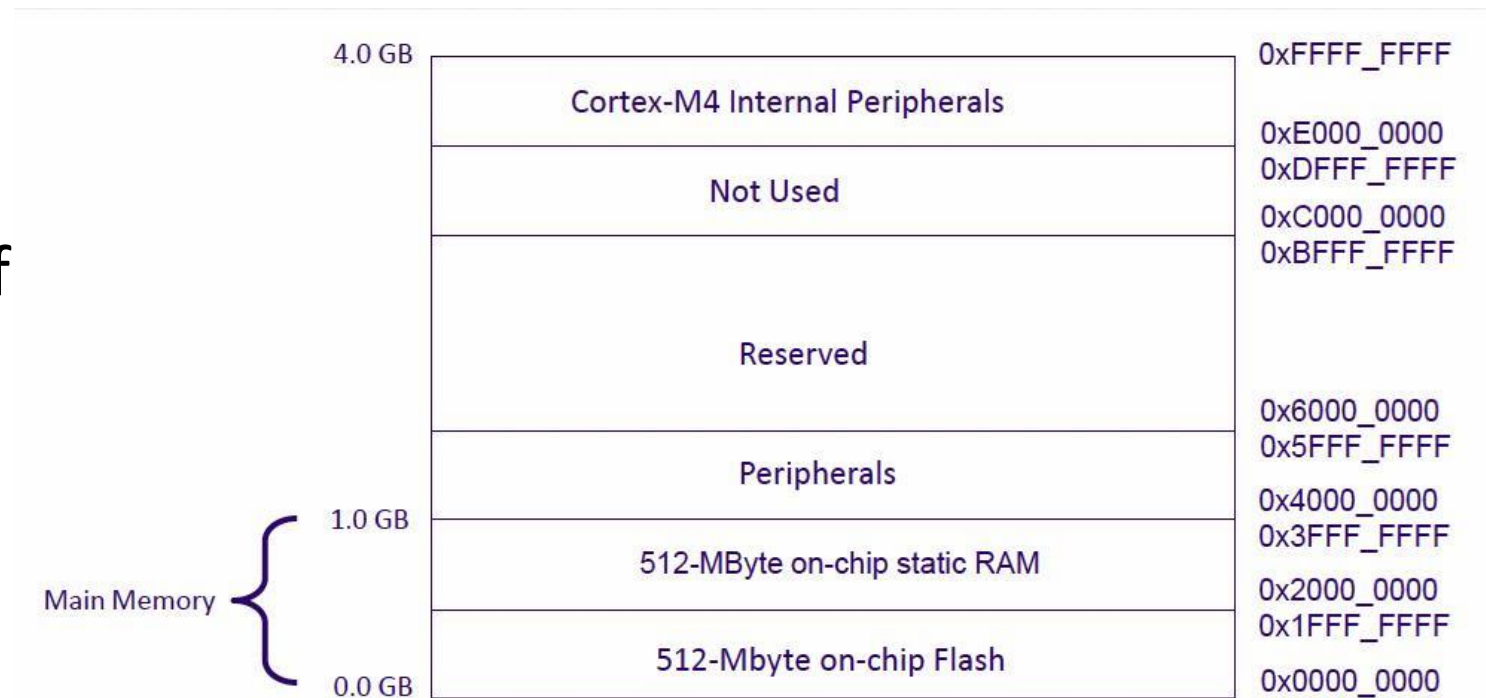 4.0 GB
0xFFFF_FFFF
Cortex-M4 Internal Peripherals
0xE000_0000
0xDFFF_FFFF
Not Used
0xC000_0000
0xBFFF_FFFF
f
Reserved
0x6000_0000
0x5FFF_FFFF
Peripherals
0x4000_0000
1.0 GB
0x3FFF_FFFF
512-MByte on-chip static RAM
Main Memory
0x2000_0000
0x1FFF_FFFF
512-Mbyte on-chip Flash
0.0 GB
0x0000_0000